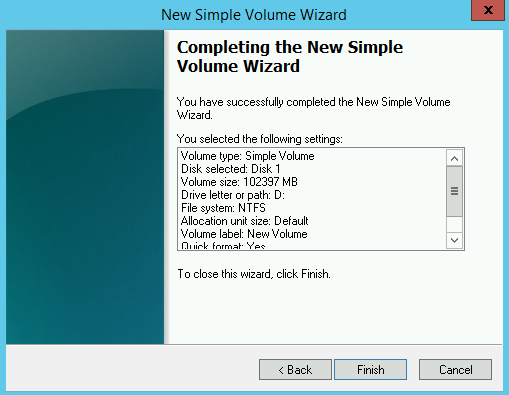 New Simple Volume Wizard
x
Completing the New Simple
Volume Wizard
You have successfully completed the New Simple Volume
Wizard.
You selected the following settings:
Volume type: Simple Volume
Disk selected: Disk 1
Volume size: 102397 MB
Drive letter or path: D:
File system: NTFS
Allocation unit size: Default
Volume label: New Volume
Quick format: Yes
To close this wizard, click Finish.
< Back
Finish
Cancel